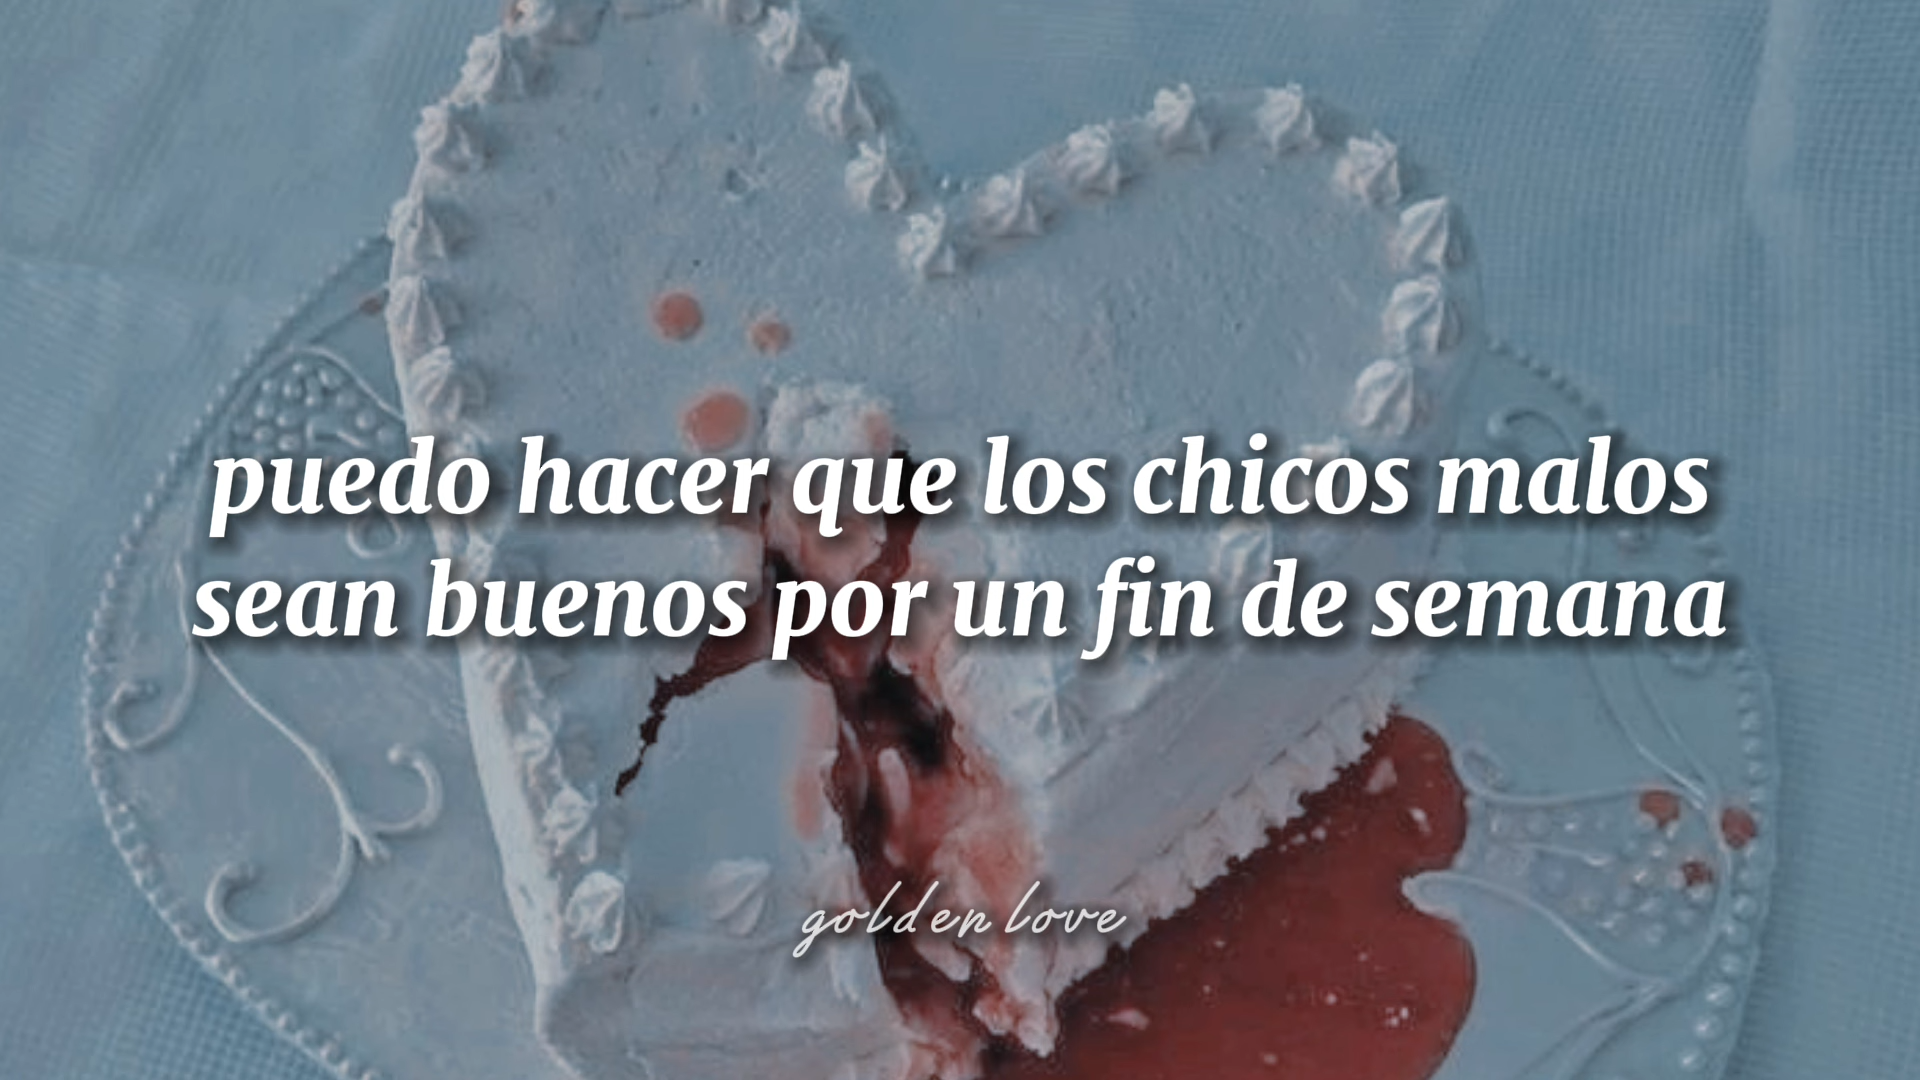 puedo hacer que los chicos malos
sean buenos por un fin de semana
golden love